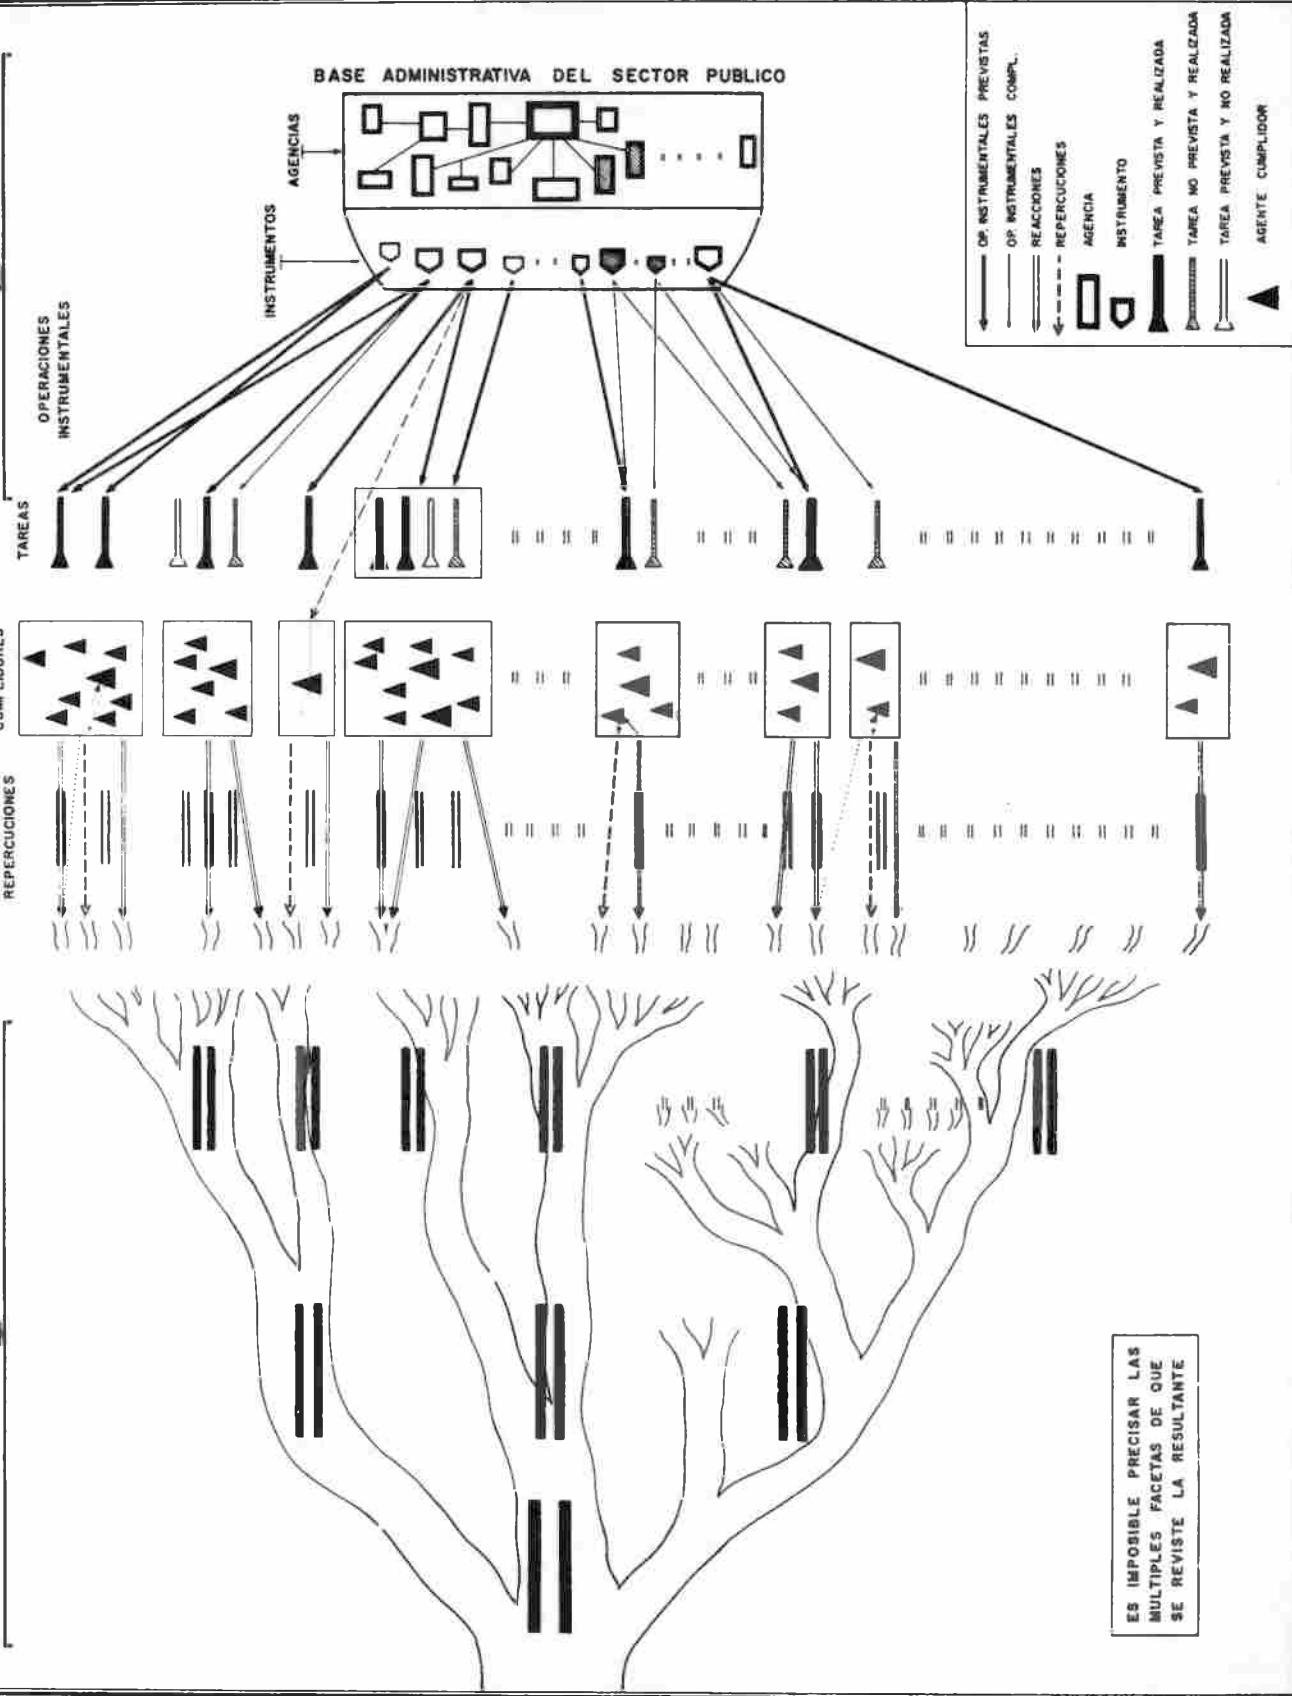 BASE ADMINISTRATIVA DEL SECTOR PUBLICO
AGENCIAS
INSTRUMENTOS
OPERACIONES
INSTRUMENTALES
TAREAS
REPERCUCIONES
OP. INSTRUMENTALES PREVISTAS
OP. INSTRUMENTALES COMPL.
REACCIONES
REPERCUCIONES
AGENCIA
INSTRUMENTO
TAREA PREVISTA Y REALIZADA
TAREA NO PREVISTA Y REALIZADA
TAREA PREVISTA Y NO REALIZADA
AGENTE CUMPLIDOR
ES IMPOSIBLE PRECISAR LAS
MULTIPLES FACETAS DE QUE
SE REVISTE LA RESULTANTE